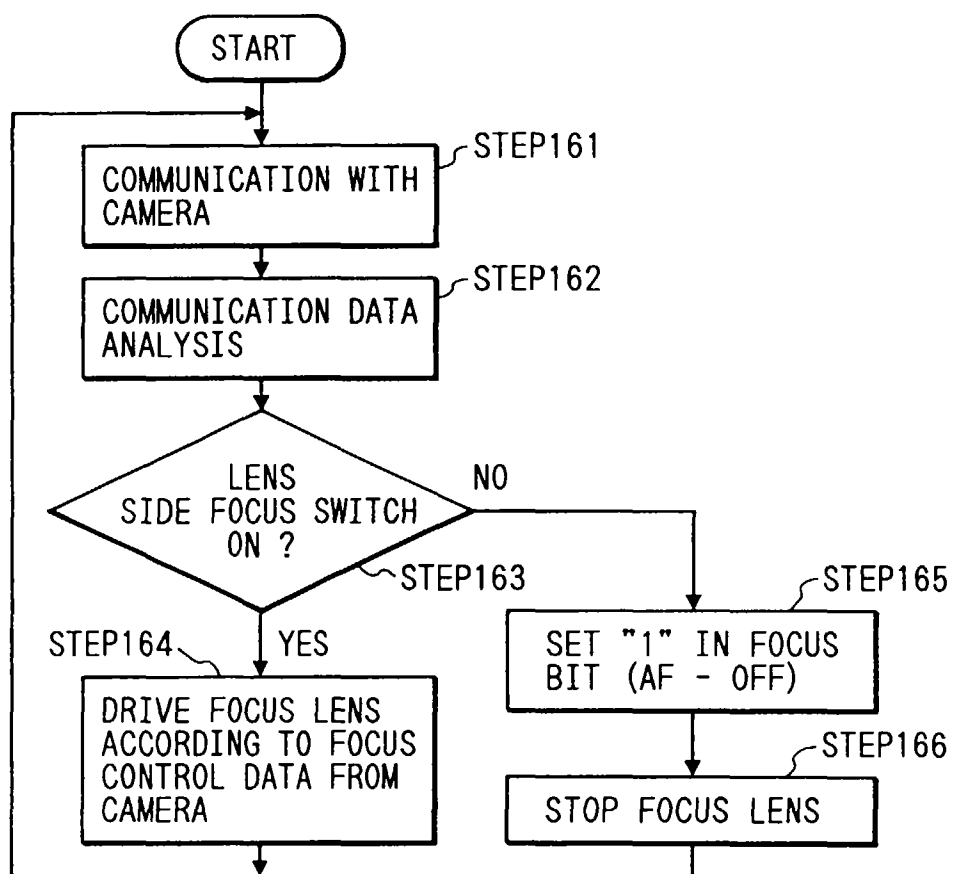 START
STEP161
COMMUNICATION WITH
CAMERA
STEP162
COMMUNICATION DATA
ANALYSIS
LENS
SIDE FOCUS SWITCH
ON ?
NO
STEP163
YES
STEP164
DRIVE FOCUS LENS
ACCORDING TO FOCUS
CONTROL DATA FROM
CAMERA
STEP165
SET "1" IN FOCUS
BIT (AF - OFF)
STEP166
STOP FOCUS LENS